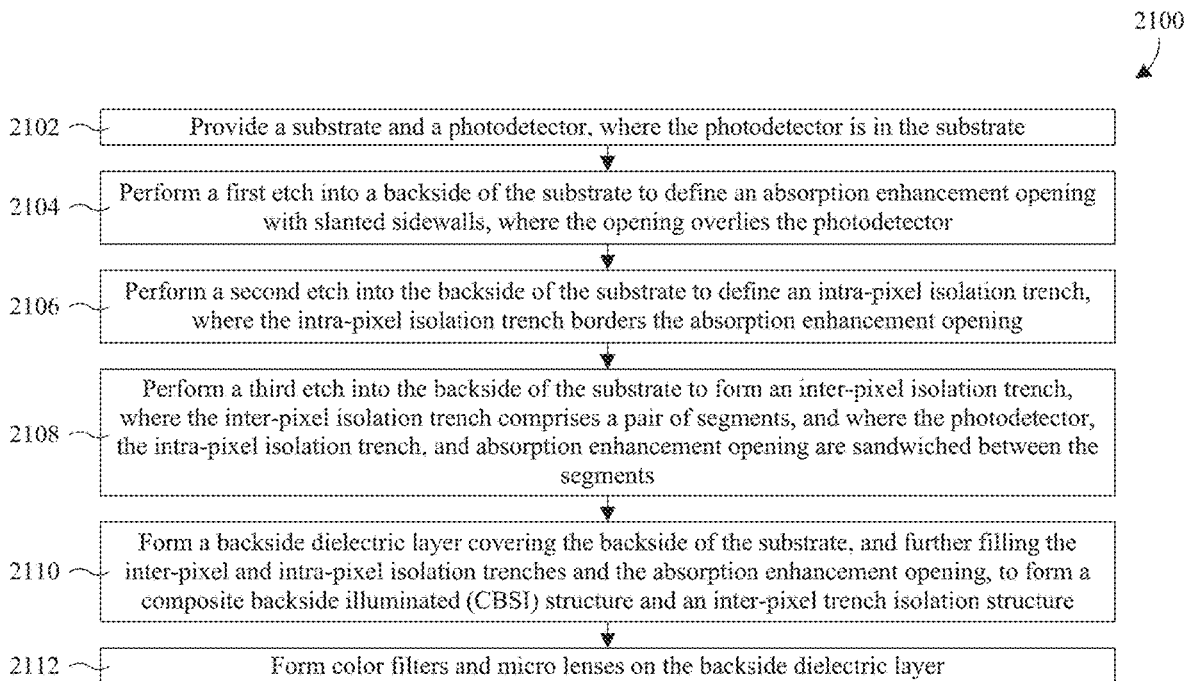 2100
2102
Provide a substrate and a photodetector, where the photodetector is in the substrate
2104
Perform a first etch into a backside of the substrate to define an absorption enhancement opening
with slanted sidewalls, where the opening overlies the photodetector
2106
Perform a second etch into the backside of the substrate to define an intra-pixel isolation trench,
where the intra-pixel isolation trench borders the absorption enhancement opening
2108
Perform a third etch into the backside of the substrate to form an inter-pixel isolation trench,
where the inter-pixel isolation trench comprises a pair of segments, and where the photodetector,
the intra-pixel isolation trench, and absorption enhancement opening are sandwiched between the
segments
2110
Form a backside dielectric layer covering the backside of the substrate, and further filling the
inter-pixel and intra-pixel isolation trenches and the absorption enhancement opening, to form a
composite backside illuminated (CBSI) structure and an inter-pixel trench isolation structure
2112
Form color filters and micro lenses on the backside dielectric layer